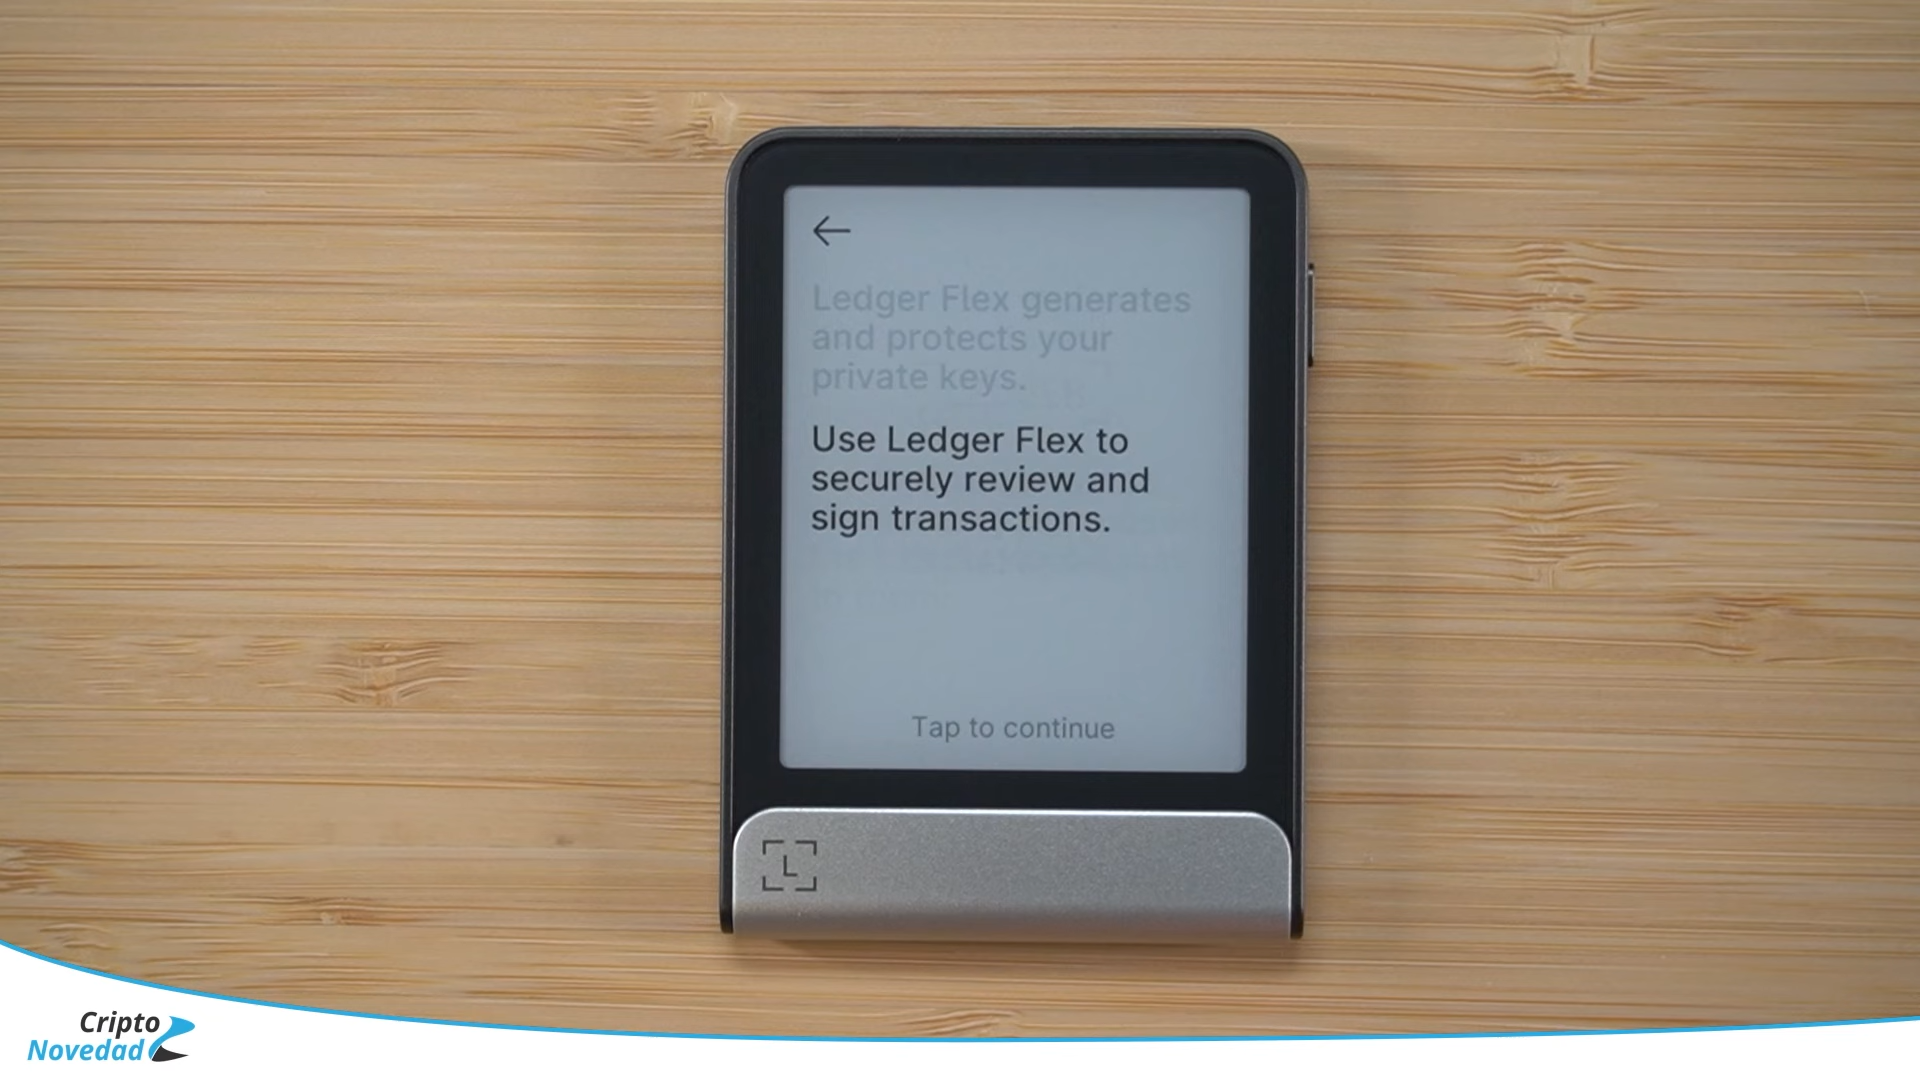 Ledger Flex generates
and protects your
private keys.
Use Ledger Flex to
securely review and
sign transactions.
Tap to continue
L
Cripto
Novedad